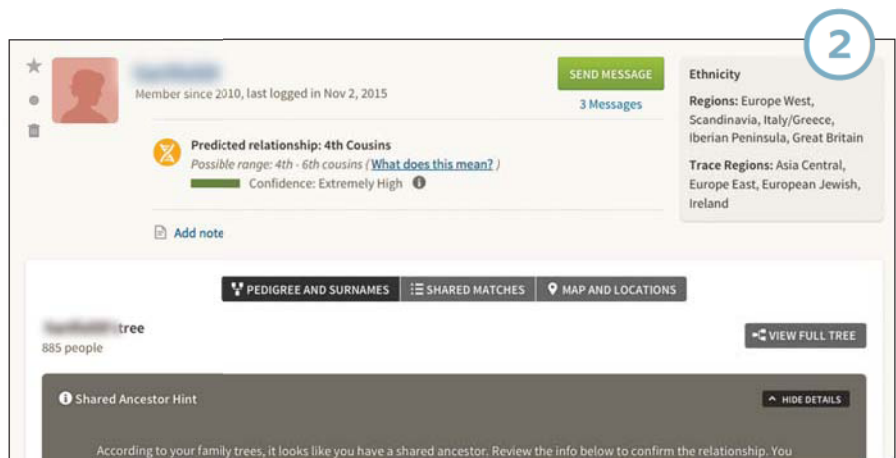 2
SEND MESSAGE
Member since 2010, last logged in Nov 2, 2015
3 Messages
Predicted relationship: 4th Cousins
Possible range: 4th - 6th cousins (What does this mean? )
Confidence: Extremely High
Add note
Ethnicity
Regions: Europe West,
Scandinavia, Italy/Greece,
Iberian Peninsula, Great Britain
Trace Regions: Asia Central,
Europe East, European Jewish,
Ireland
PEDIGREE AND SURNAMES
SHARED MATCHES
MAP AND LOCATIONS
tree
885 people
VIEW FULL TREE
Shared Ancestor Hint
HIDE DETAILS
According to your family trees, it looks like you have a shared ancestor. Review the info below to confirm the relationship. You